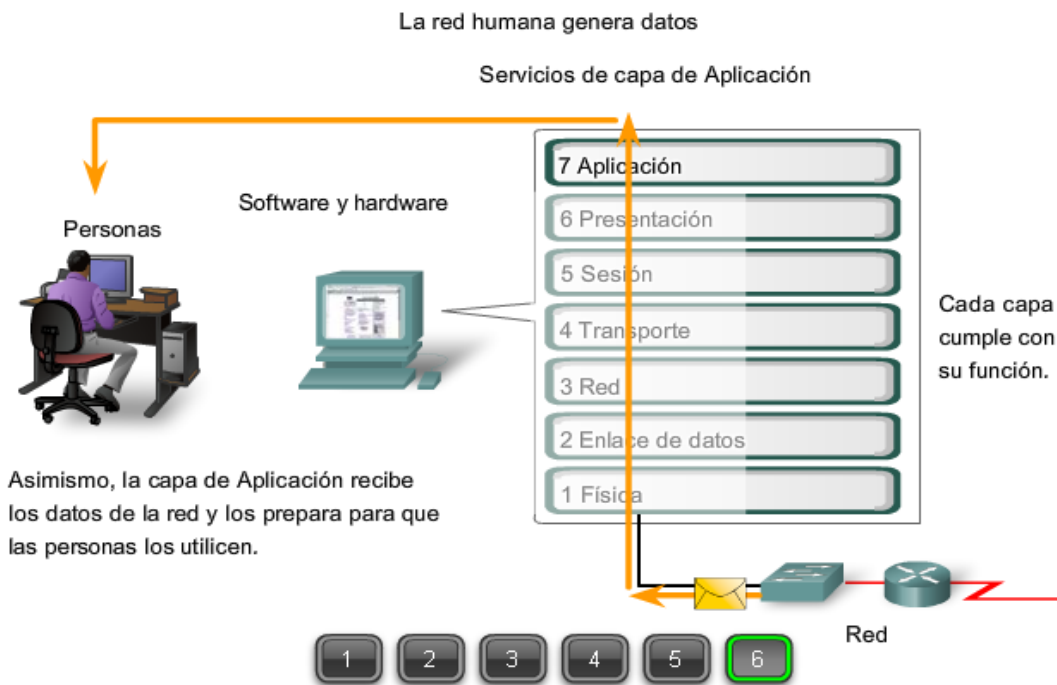 La red humana genera datos
Servicios de capa de Aplicación
7 Aplicación
6 Presentación
5 Sesión
4 Transporte
3 Red
2 Enlace de datos
1 Física
Software y hardware
Personas
Cada capa
cumple con
su función.
Asimismo, la capa de Aplicación recibe
los datos de la red y los prepara para que
las personas los utilicen.
Red
1 2 3 4 5 6